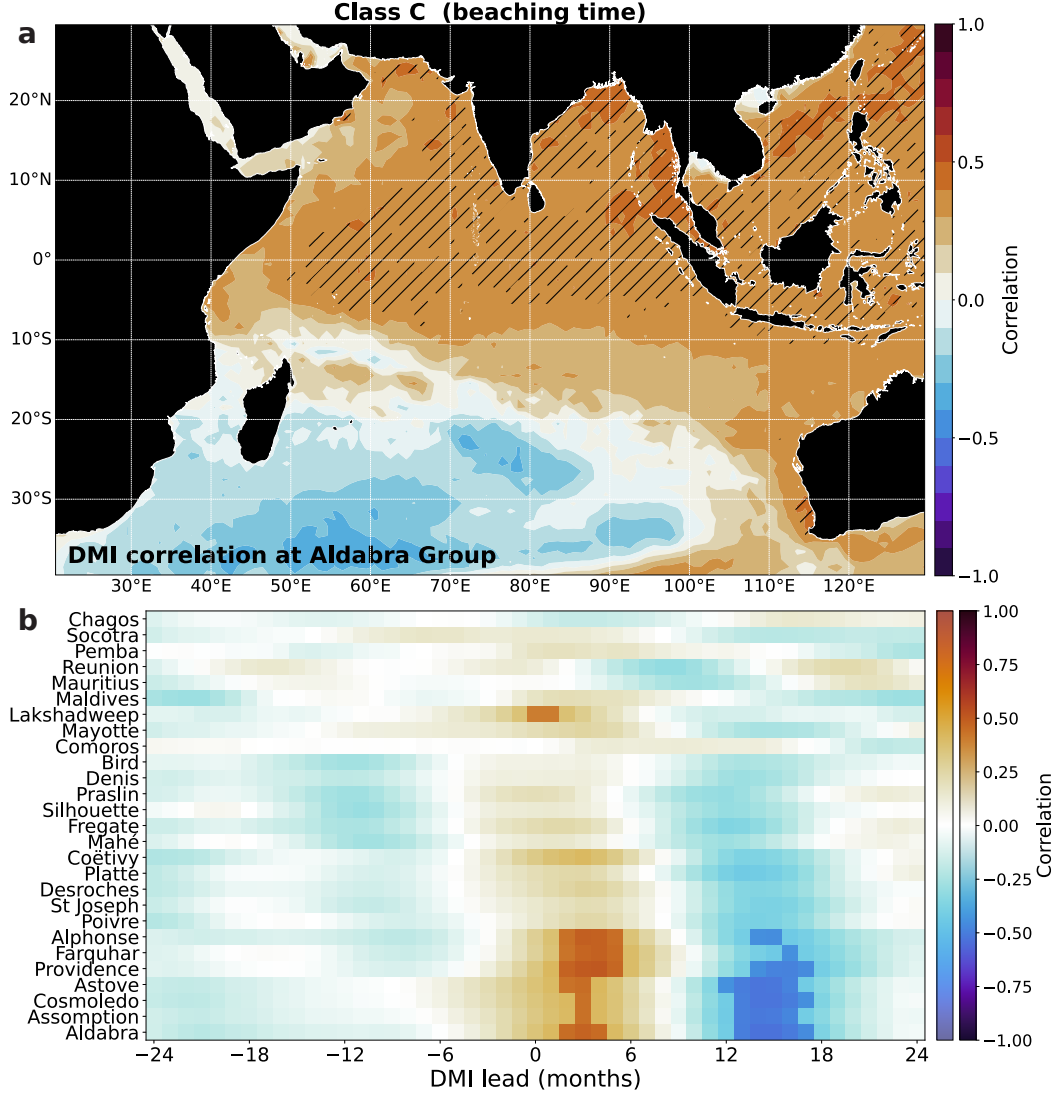 Class C  (beaching time)
a
20°N
10°N
0°
10°S
20°S
30°S
DMI correlation at Aldabra Group
30°E 40°E 50°E 60°E 70°E 80°E 90°E 100°E 110°E 120°E
1.0
0.5
0.0
−0.5
−1.0
Correlation
b
Chagos
Socotra
Pemba
Reunion
Mauritius
Maldives
Lakshadweep
Mayotte
Comoros
Bird
Denis
Praslin
Silhouette
Fregate
Mahé
Coëtivy
Platte
Desroches
St Joseph
Poivre
Alphonse
Farquhar
Providence
Astove
Cosmoledo
Assomption
Aldabra
−24 −18 −12 −6 0 6 12 18 24
DMI lead (months)
1.00
0.75
0.50
0.25
0.00
−0.25
−0.50
−0.75
−1.00
Correlation